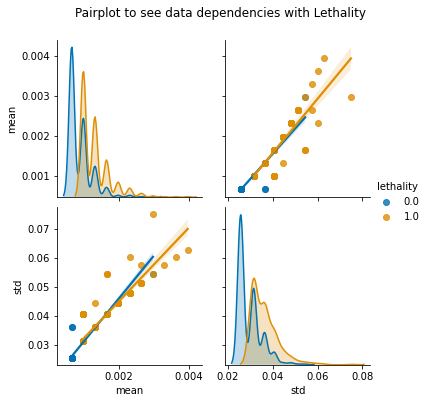 Pairplot to see data dependencies with Lethality
0.004
0.003
0.002
0.001
mean
lethality
0.0
1.0
0.07
0.06
0.05
0.04
0.03
std
0.002 0.004
mean
0.02 0.04 0.06 0.08
std